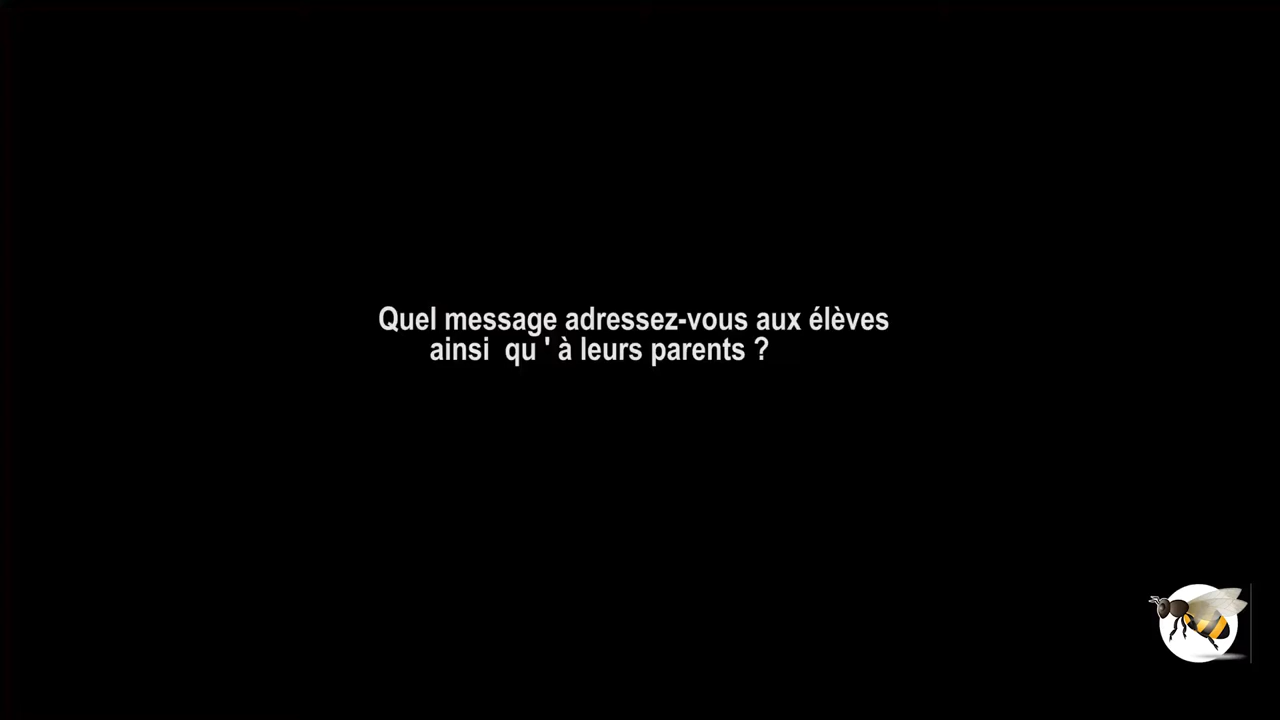 Quel message adressez-vous aux élèves
ainsi qu ' à leurs parents ?